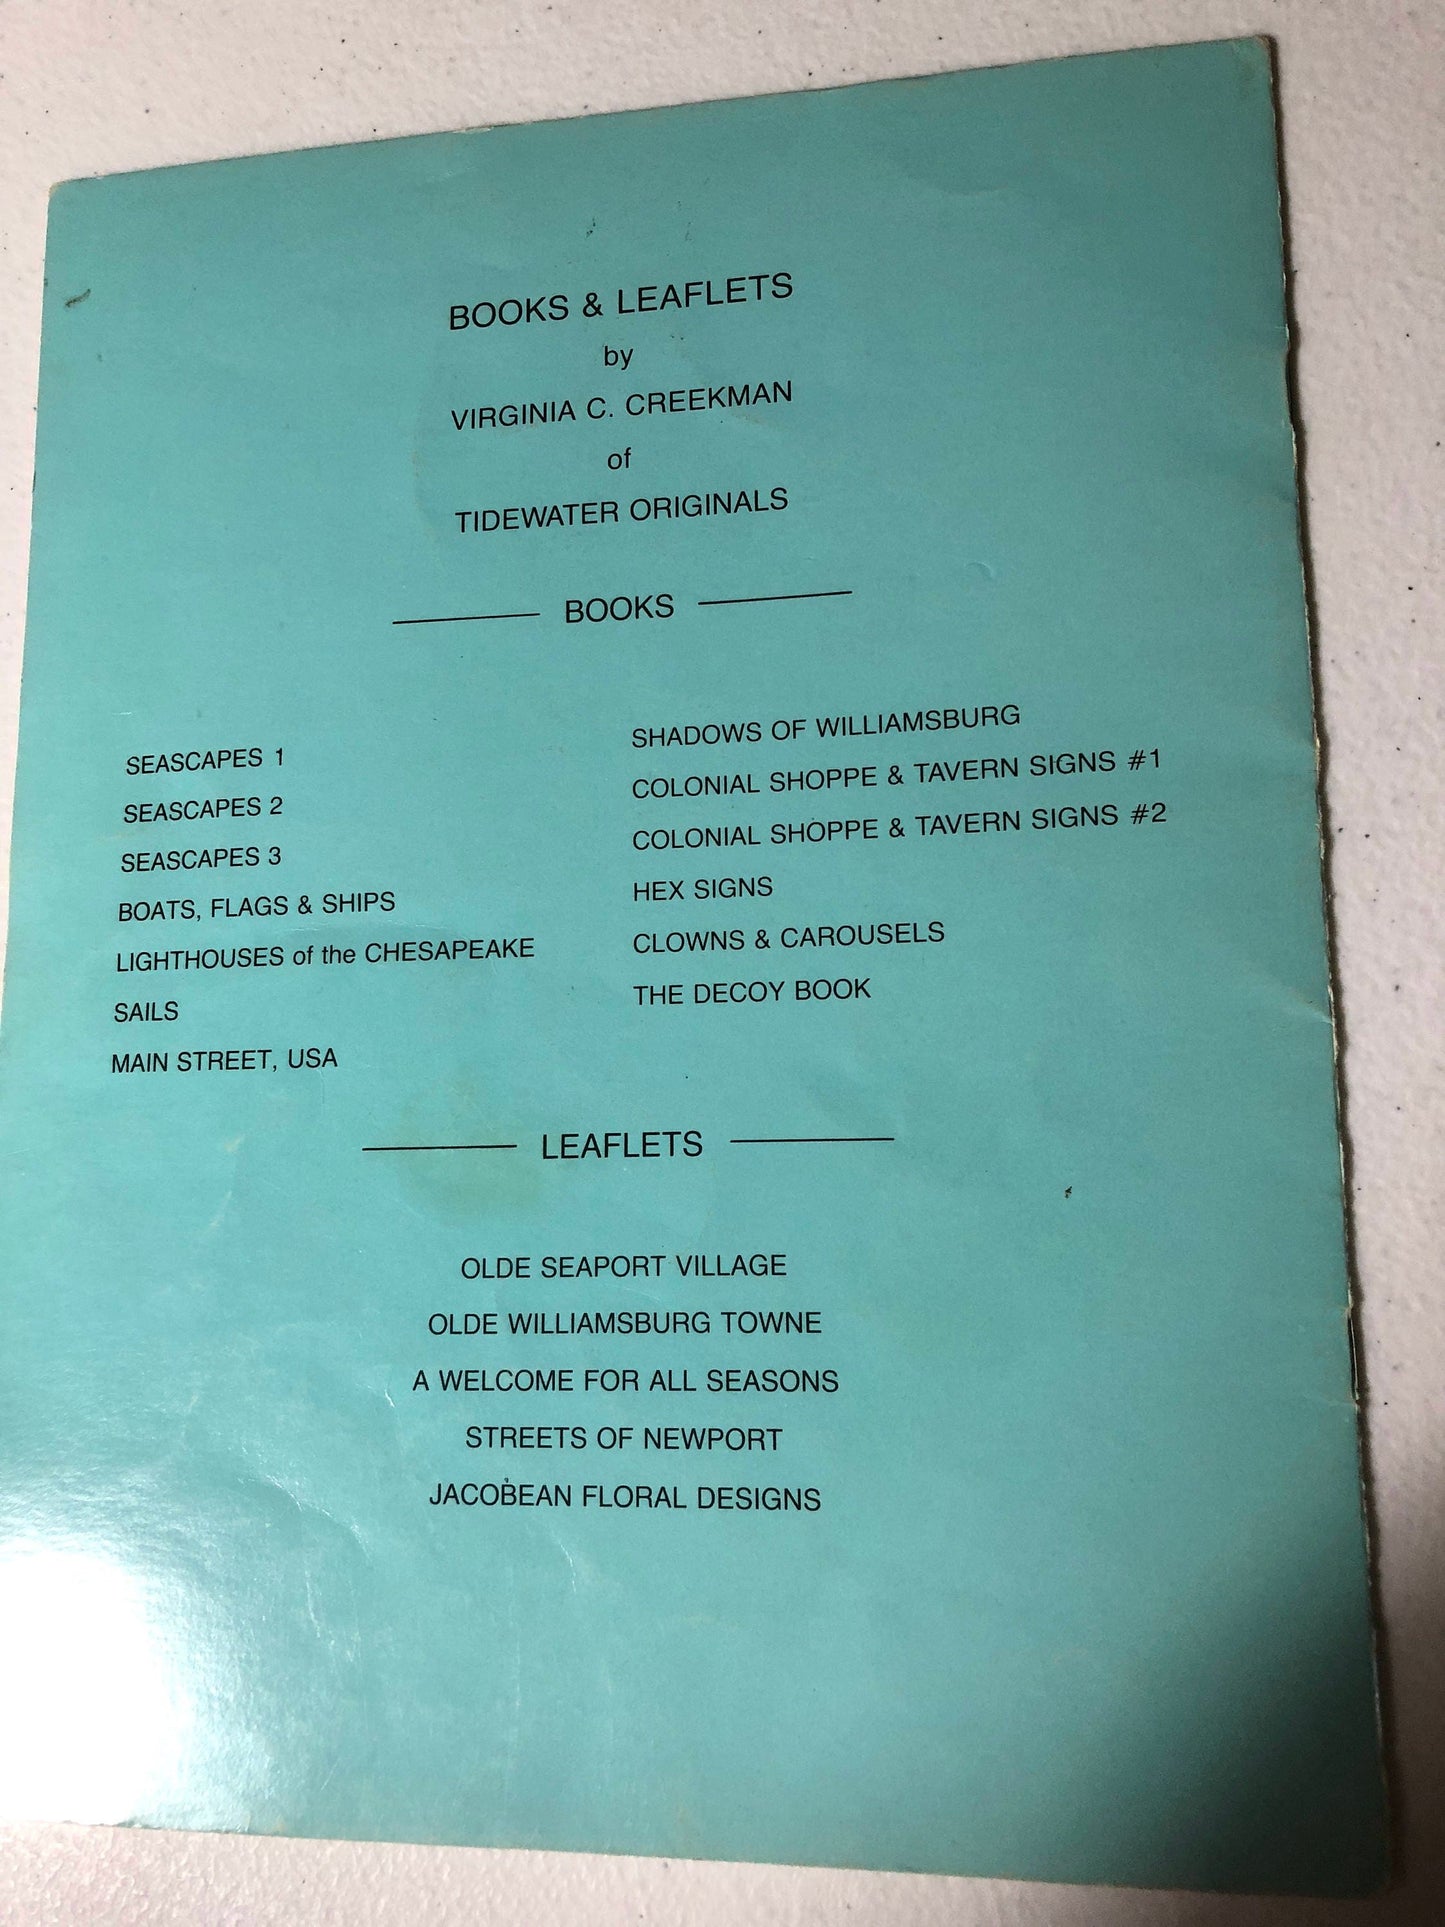 BOOKS & LEAFLETS
by
VIRGINIA C. CREEKMAN
of
TIDEWATER ORIGINALS
BOOKS
SEASCAPES 1
SEASCAPES 2
SEASCAPES 3
BOATS, FLAGS & SHIPS
LIGHTHOUSES of the CHESAPEAKE
SAILS
MAIN STREET, USA
SHADOWS OF WILLIAMSBURG
COLONIAL SHOPPE & TAVERN SIGNS #1
COLONIAL SHOPPE & TAVERN SIGNS #2
HEX SIGNS
CLOWNS & CAROUSELS
THE DECOY BOOK
LEAFLETS
OLDE SEAPORT VILLAGE
OLDE WILLIAMSBURG TOWNE
A WELCOME FOR ALL SEASONS
STREETS OF NEWPORT
JACOBEAN FLORAL DESIGNS